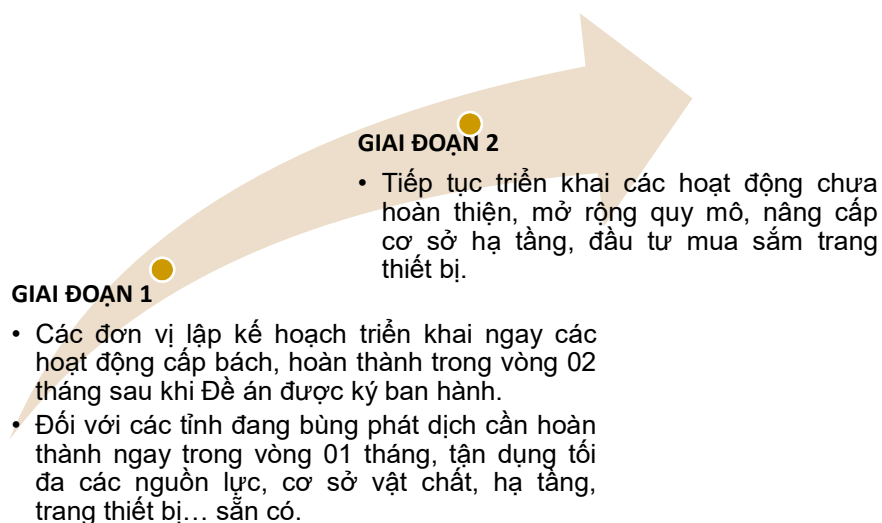 GIAI ĐOẠN 2
• Tiếp tục triển khai các hoạt động chưa
hoàn thiện, mở rộng quy mô, nâng cấp
cơ sở hạ tầng, đầu tư mua sắm trang
thiết bị.
GIAI ĐOẠN 1
• Các đơn vị lập kế hoạch triển khai ngay các
hoạt động cấp bách, hoàn thành trong vòng 02
tháng sau khi Đề án được ký ban hành.
• Đối với các tỉnh đang bùng phát dịch cần hoàn
thành ngay trong vòng 01 tháng, tận dụng tối
đa các nguồn lực, cơ sở vật chất, hạ tầng,
trang thiết bị... sẵn có.